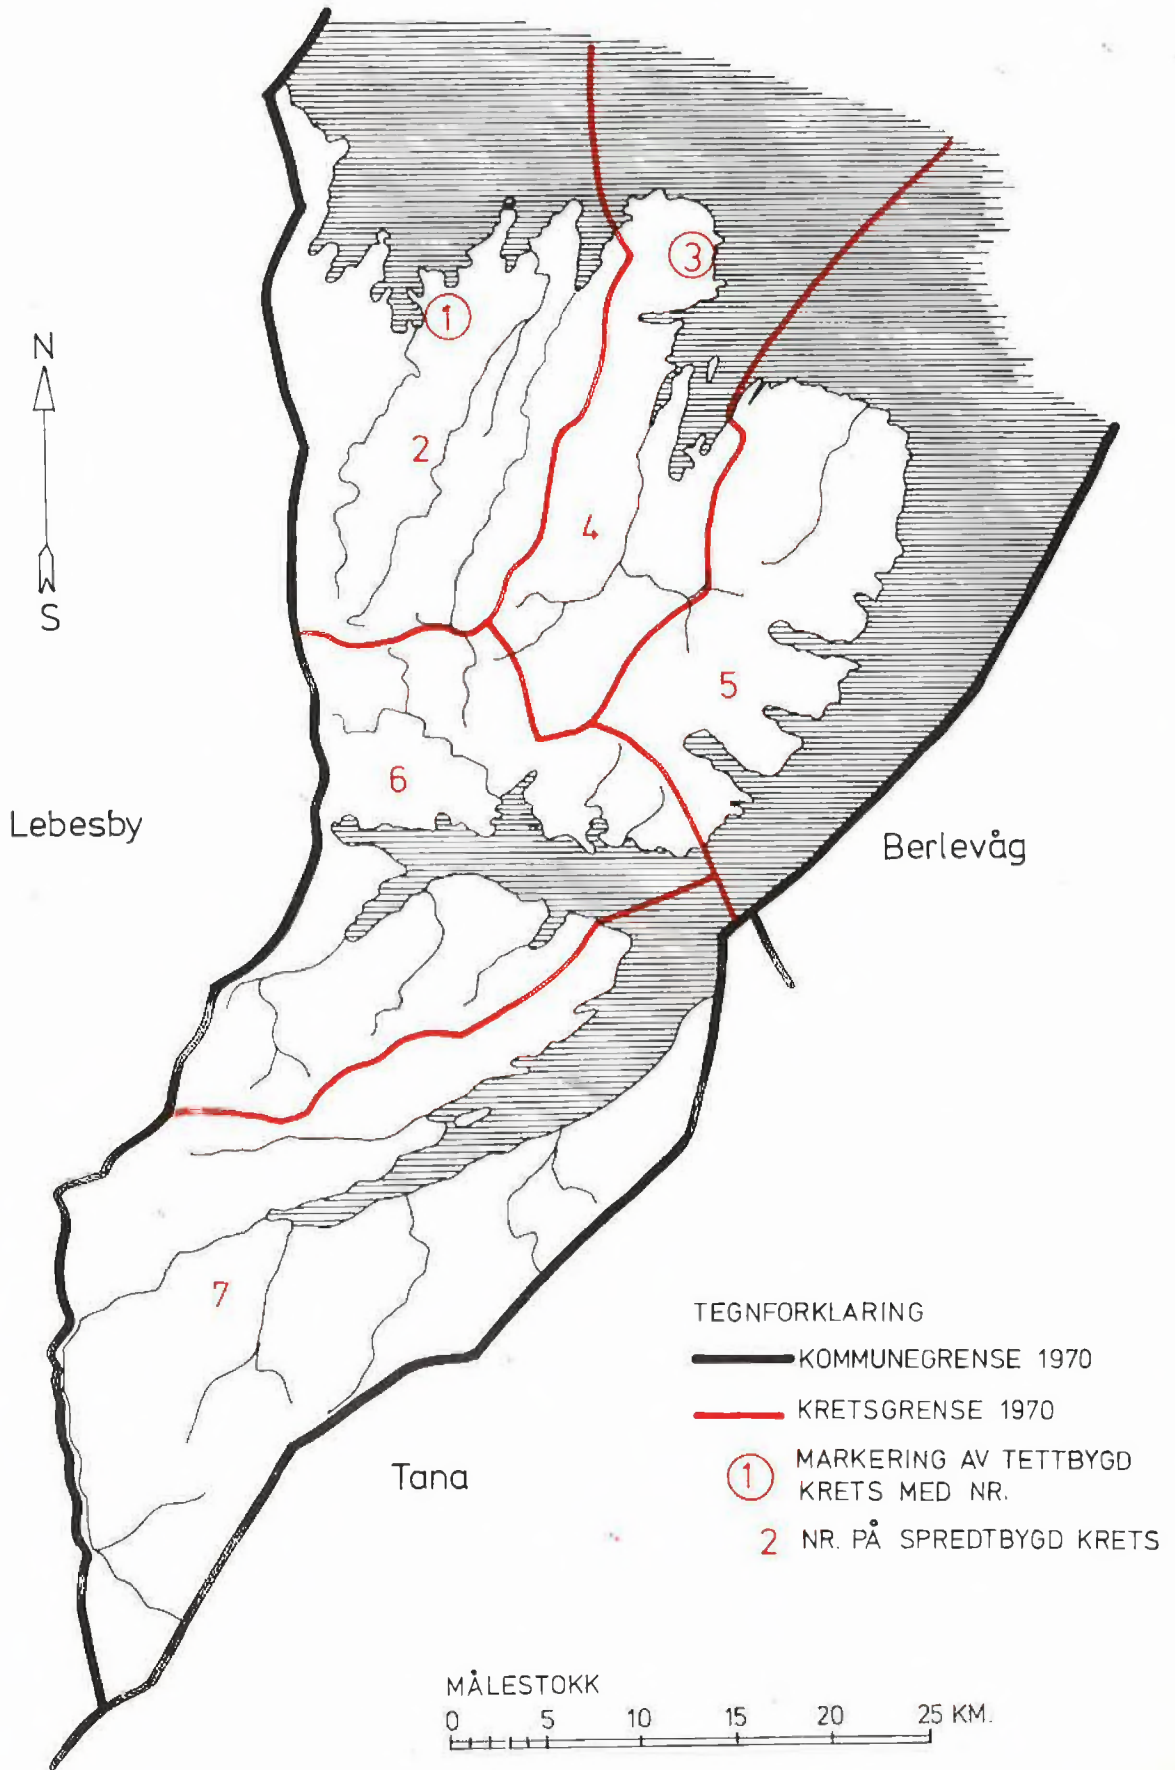 N
S
3
1
2
4
5
6
Lebesby
Berlevåg
7
Tana
TEGNFORKLARING
KOMMUNEGRENSE 1970
KRETSGRENSE 1970
1 MARKERING AV TETTBYGD
KRETS MED NR.
2 NR. PÅ SPREDTBYGD KRETS
MÅLESTOKK
0 5 10 15 20 25 KM.